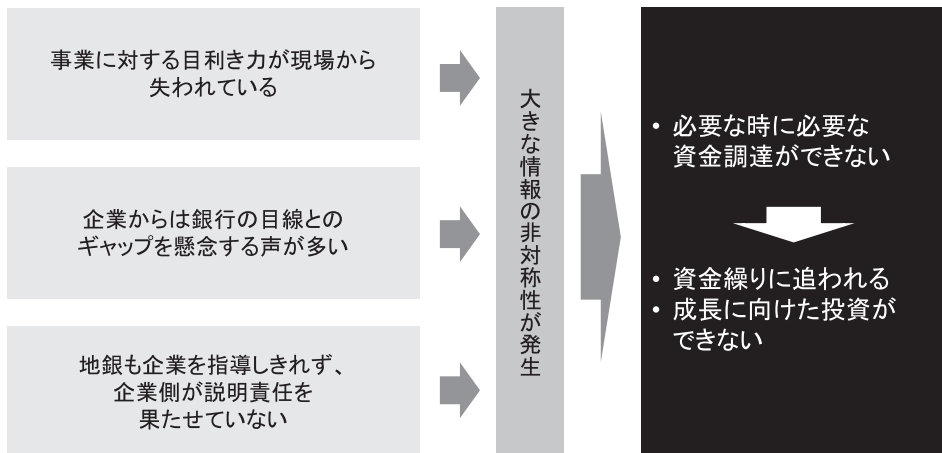 事業に対する目利き力が現場から
失われている
企業からは銀行の目線との
ギャップを懸念する声が多い
地銀も企業を指導しきれず、
企業側が説明責任を
果たせていない
大きな情報の非対称性が発生
• 必要な時に必要な
資金調達ができない
• 資金繰りに追われる
• 成長に向けた投資が
できない